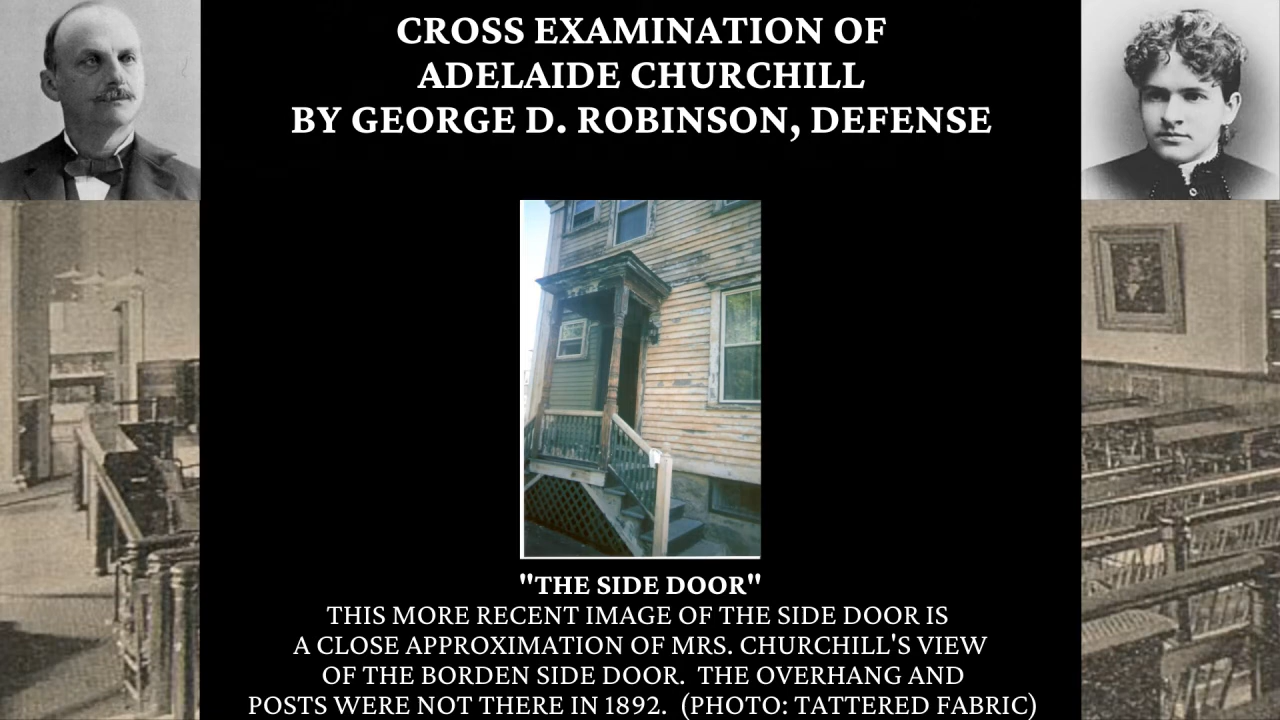 CROSS EXAMINATION OF
ADELAIDE CHURCHILL
BY GEORGE D. ROBINSON, DEFENSE
"THE SIDE DOOR"
THIS MORE RECENT IMAGE OF THE SIDE DOOR IS
A CLOSE APPROXIMATION OF MRS. CHURCHILL'S VIEW
OF THE BORDEN SIDE DOOR. THE OVERHANG AND
POSTS WERE NOT THERE IN 1892. (PHOTO: TATTERED FABRIC)